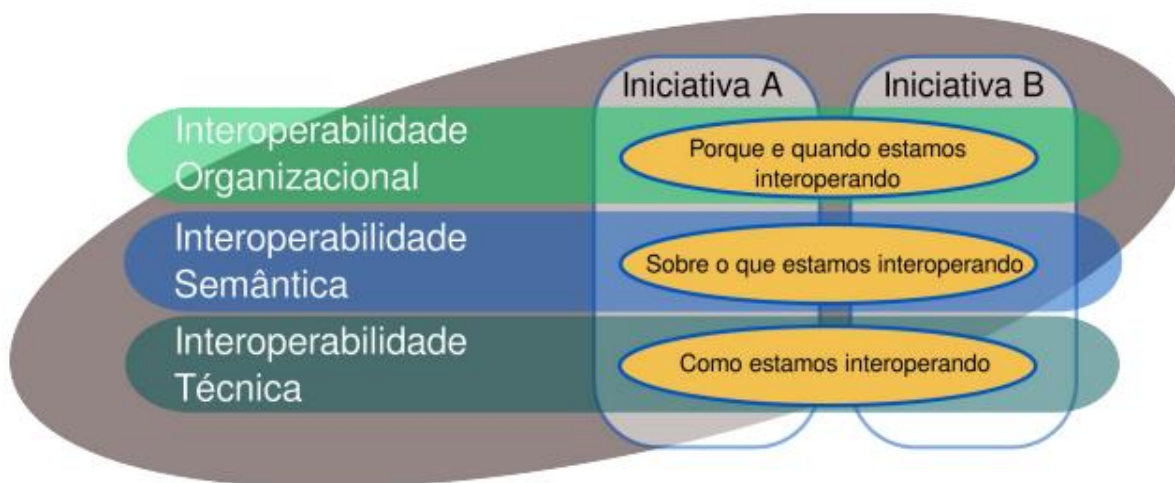 Iniciativa A
Iniciativa B
Interoperabilidade
Organizacional
Porque e quando estamos
interoperando
Interoperabilidade
Semântica
Sobre o que estamos interoperando
Interoperabilidade
Técnica
Como estamos interoperando